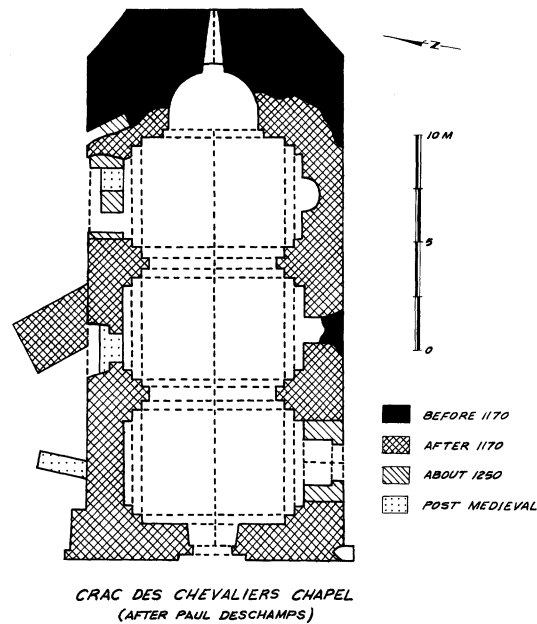 N
10 M
5
0
BEFORE 1170
AFTER 1170
ABOUT 1250
POST MEDIEVAL
CRAC DES CHEVALIERS CHAPEL
(AFTER PAUL DESCHAMPS)